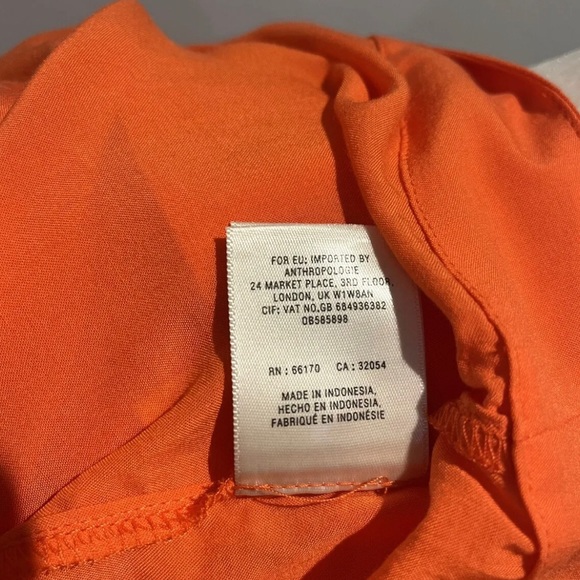 FOR EU: IMPORTED BY
ANTHROPOLOGIE
24 MARKET PLACE, 3RD FLOOR,
LONDON, UK W1W8AN
CIF: VAT NO.GB 684936382
0B585898
RN : 66170 CA : 32054
MADE IN INDONESIA,
HECHO EN INDONESIA,
FABRIQUÉ EN INDONÉSIE